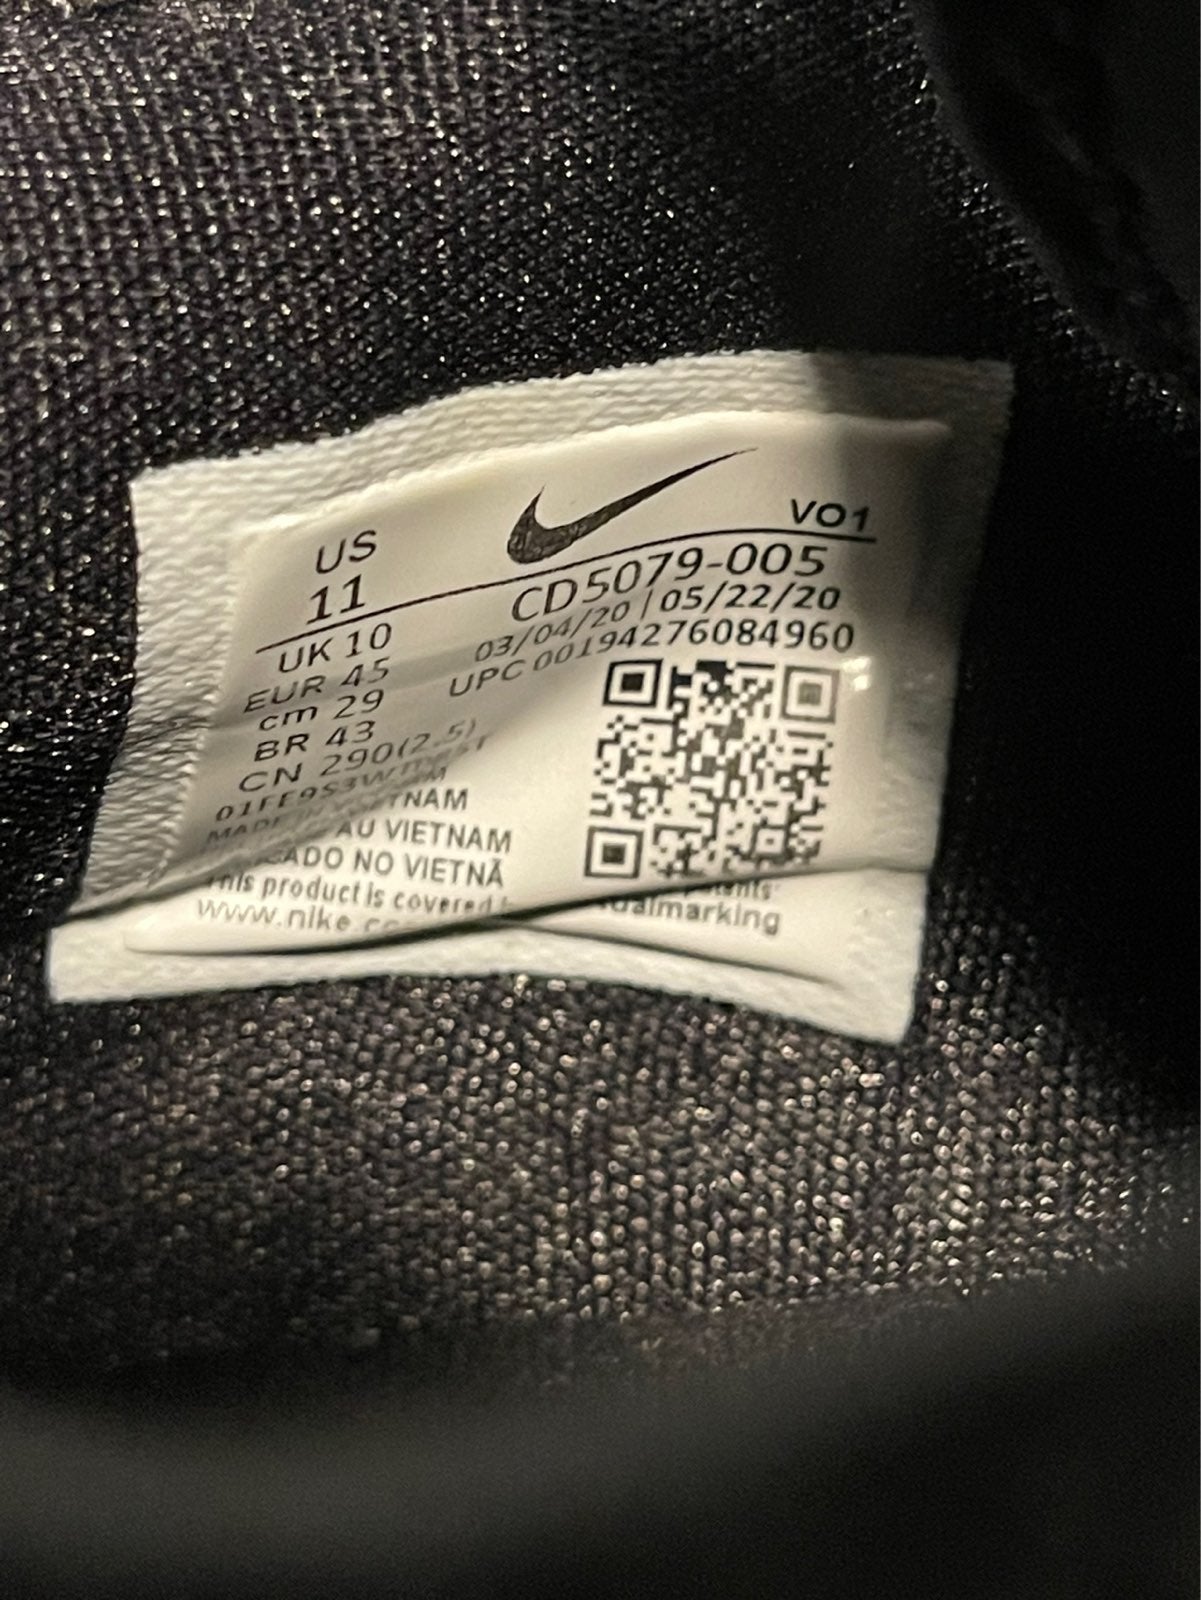 VO1
US
11
CD5079-005
03/04/20 | 05/22/20
UPC 00194276084960
UK 10
EUR 45
cm 29
BR 43
CN 290(2.5)
VIETNAM
AU VIETNAM
NO VIETNÃ
This product is covered
www.nike.